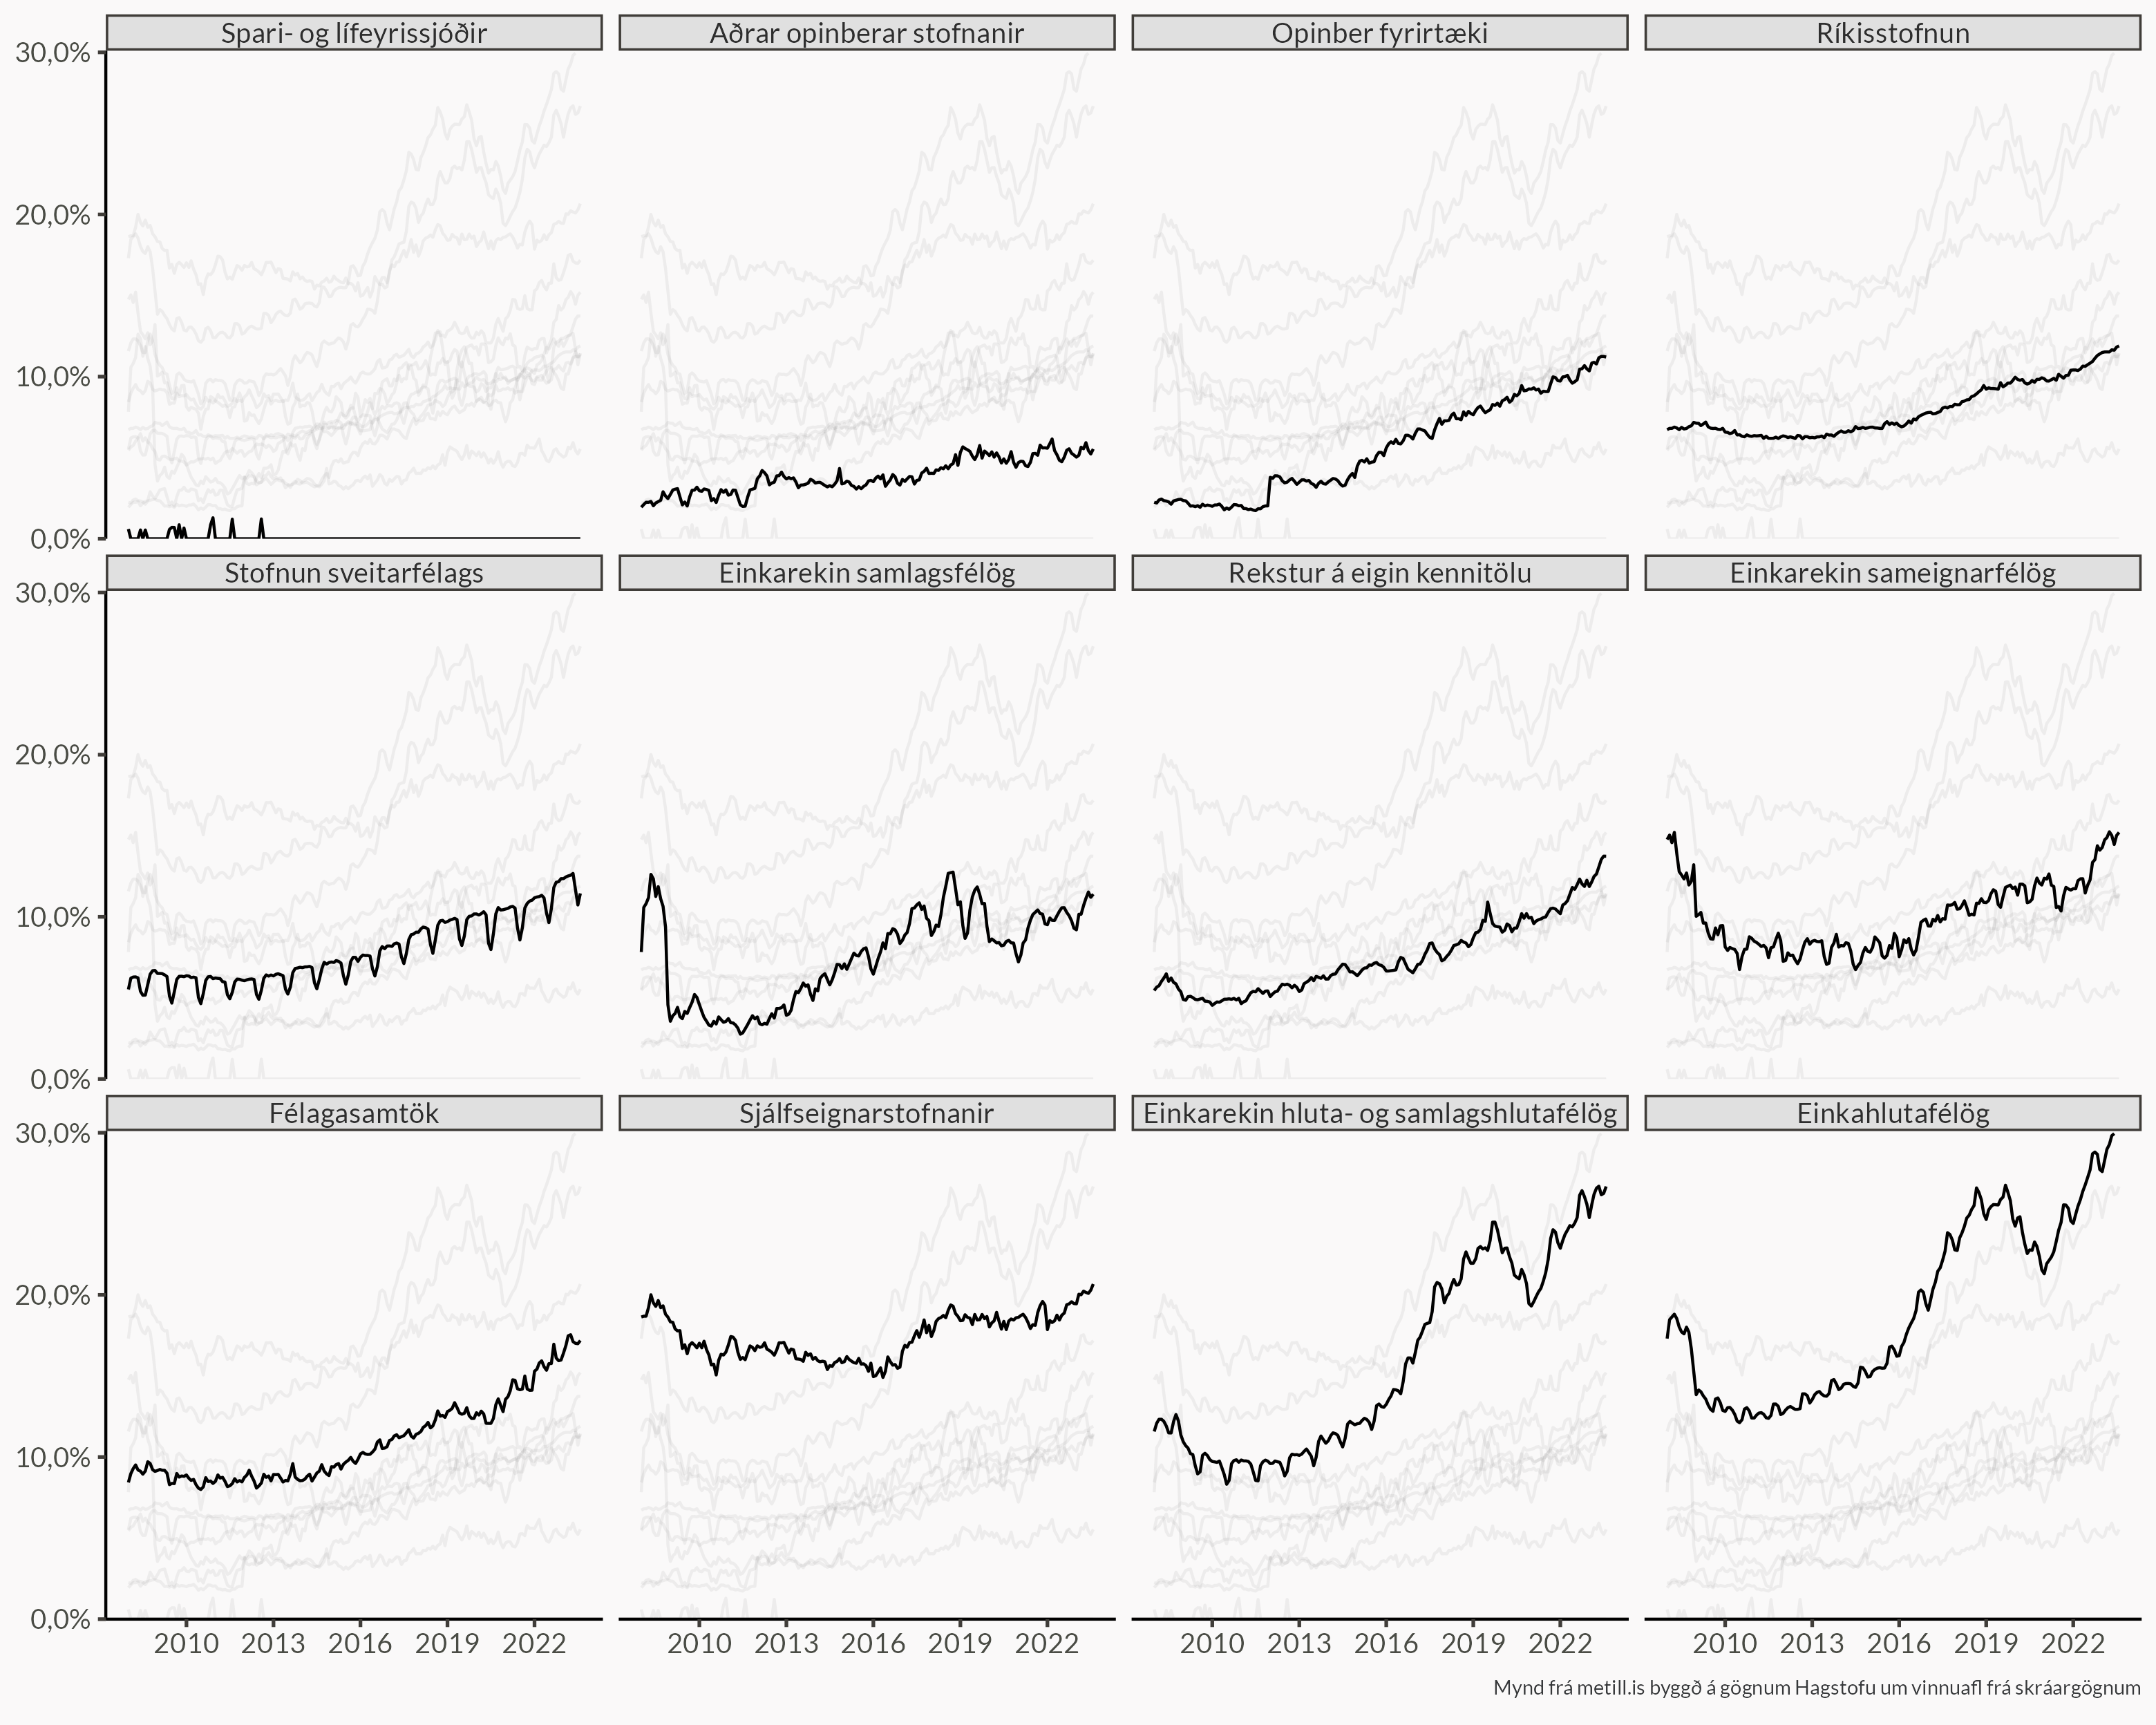 Spari- og lífeyrissjóðir Aðrar opinberar stofnanir Opinber fyrirtæki Ríkisstofnun
30,0%
20,0%
10,0%
0,0%
Stofnun sveitarfélags Einkarekin samlagsfélög Rekstur á eigin kennitölu Einkarekin sameignarfélög
30,0%
20,0%
10,0%
0,0%
Félagasamtök Sjálfseignarstofnanir Einkarekin hluta- og samlagshlutafélög Einkahlutafélög
30,0%
20,0%
10,0%
0,0%
2010 2013 2016 2019 2022 2010 2013 2016 2019 2022 2010 2013 2016 2019 2022 2010 2013 2016 2019 2022
Mynd frá metill.is byggð á gögnum Hagstofu um vinnuafl frá skráargögnum